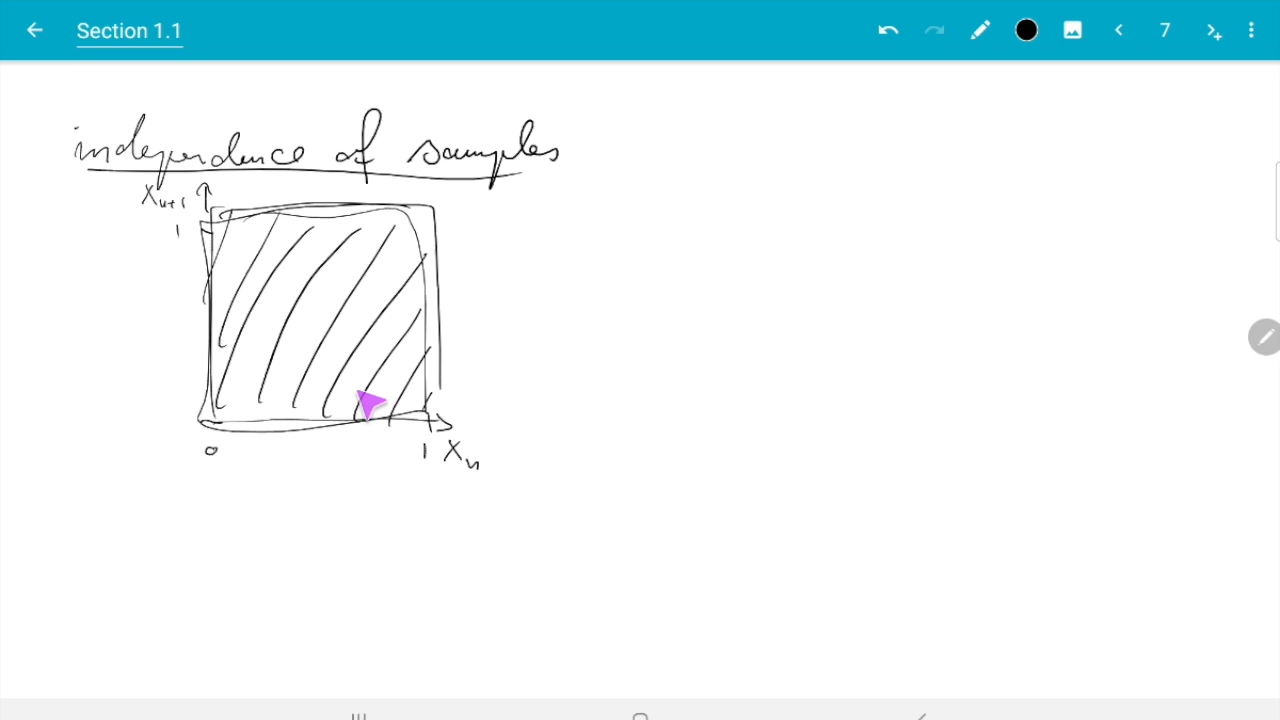 Section 1.1
7
independence of samples
Xn+1
1
0
1 Xn